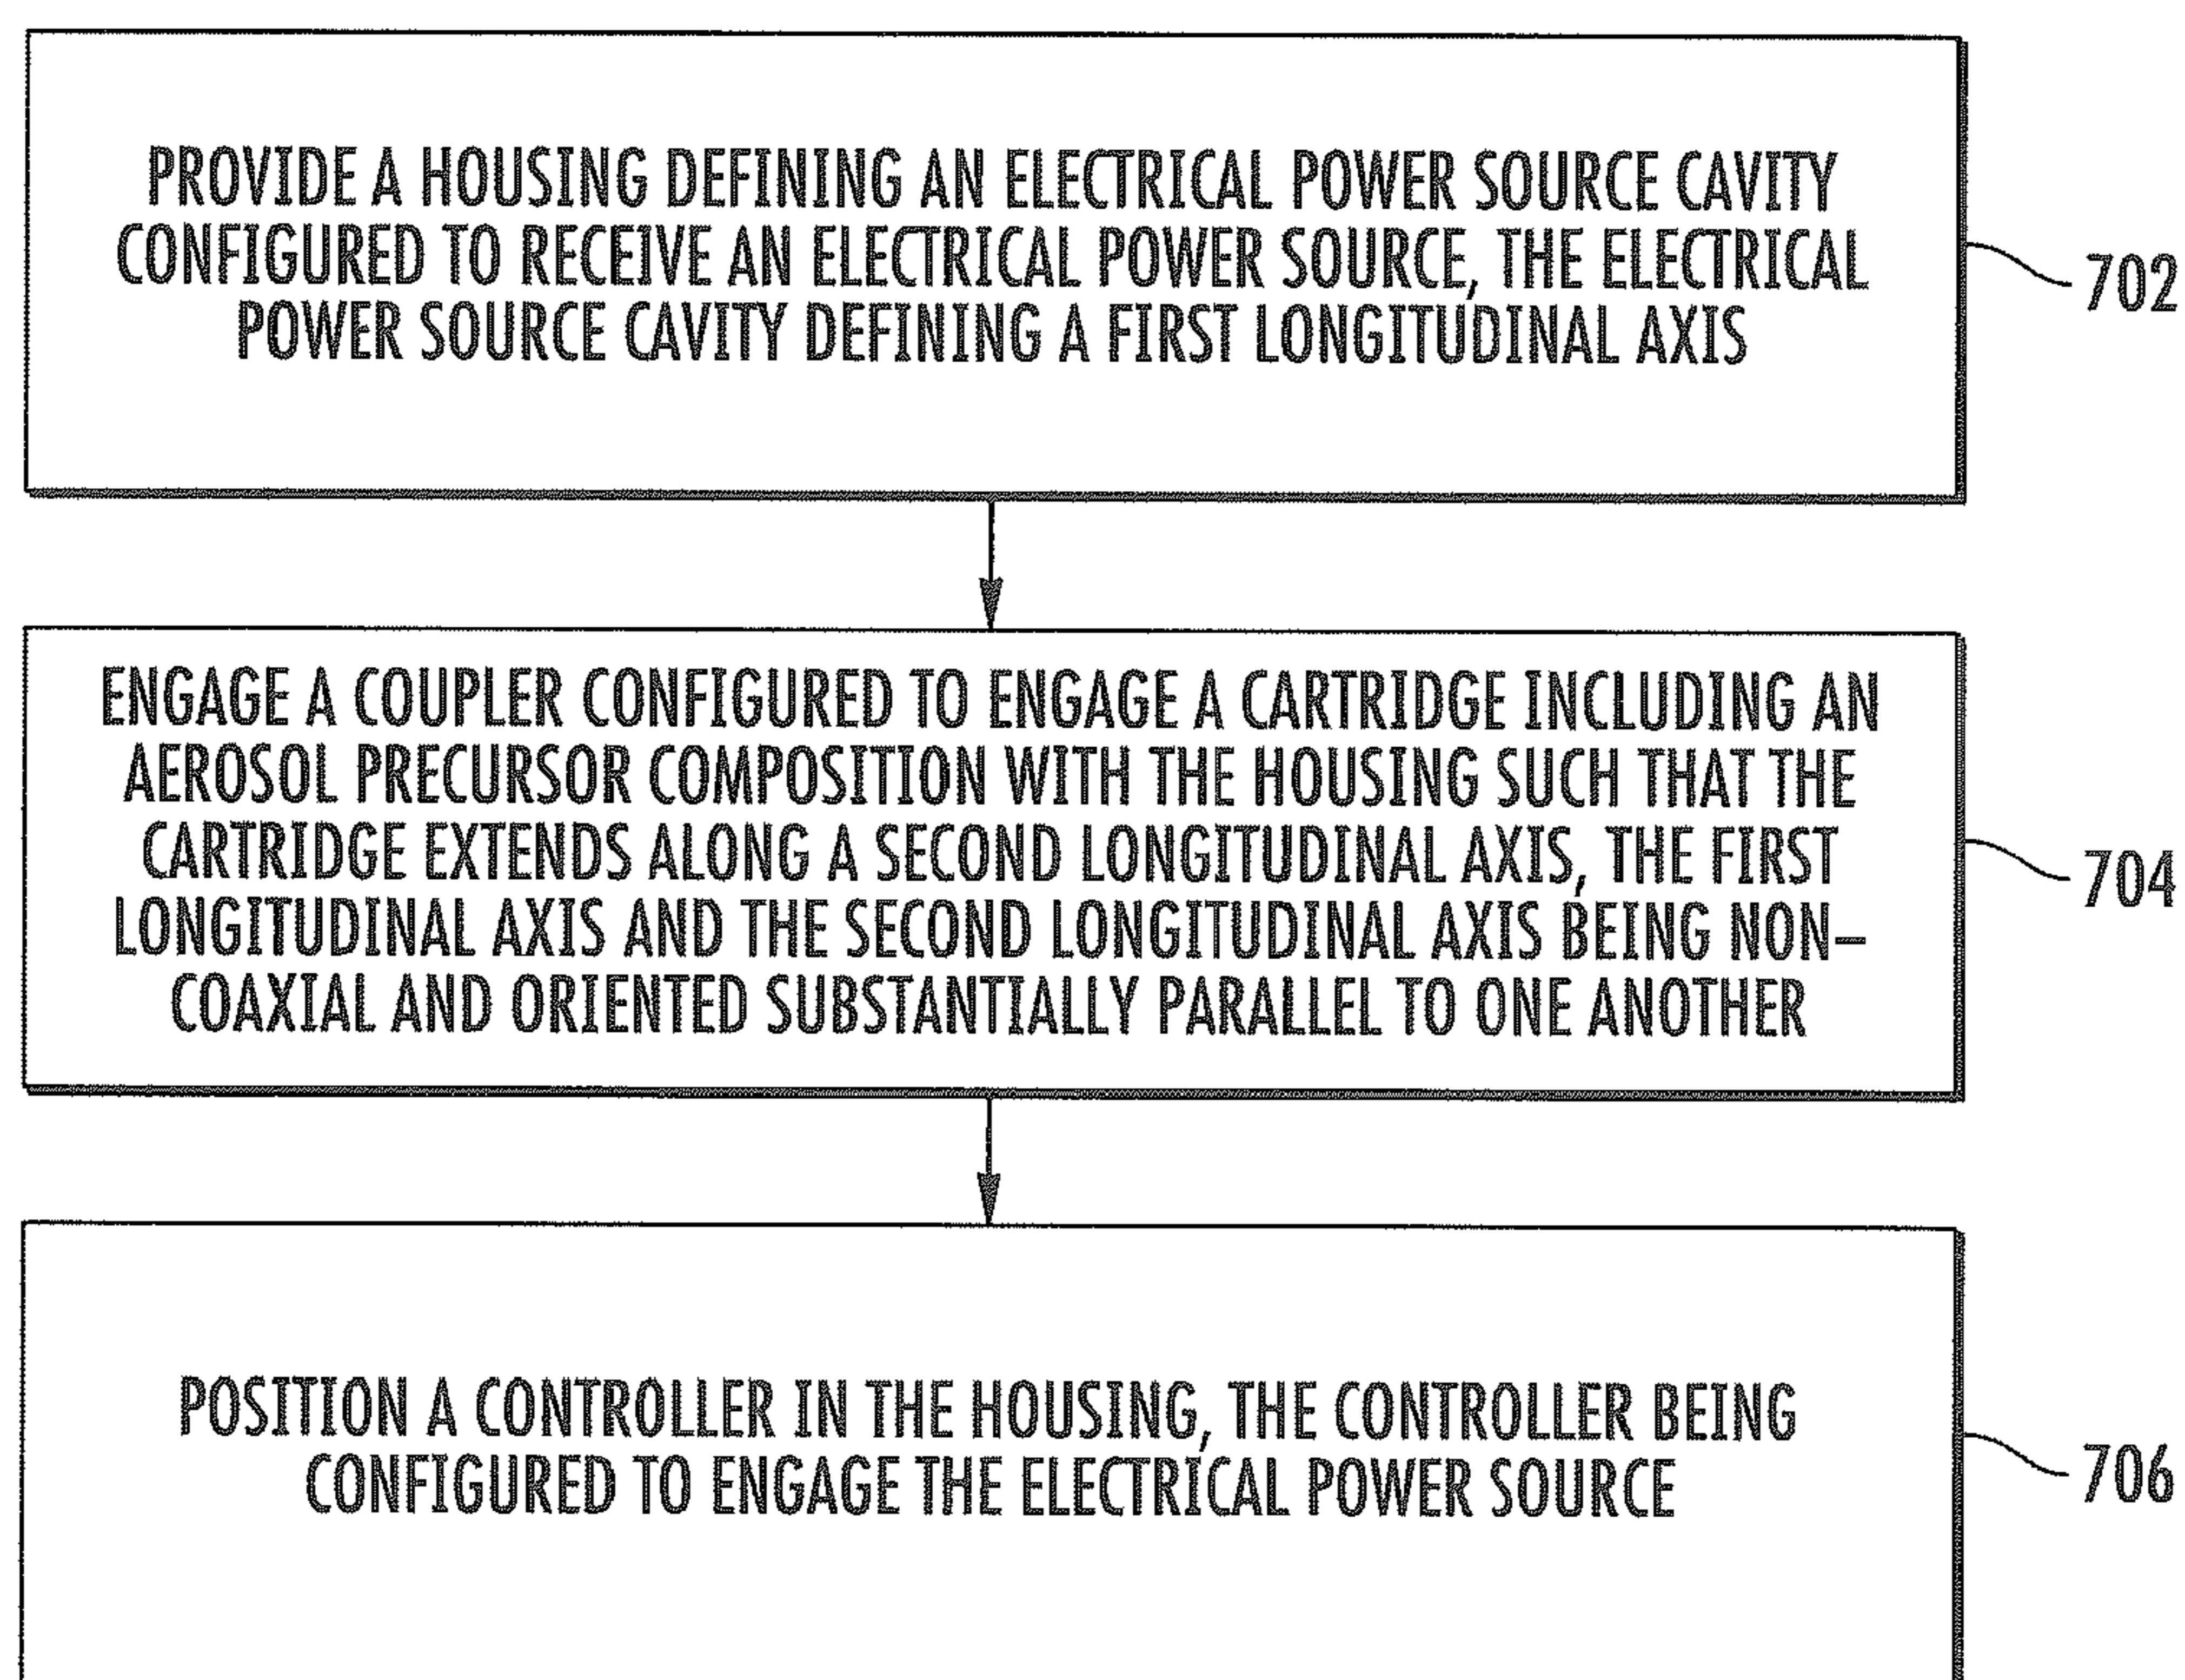 PROVIDE A HOUSING DEFINING AN ELECTRICAL POWER SOURCE CAVITY
CONFIGURED TO RECEIVE AN ELECTRICAL POWER SOURCE, THE ELECTRICAL
POWER SOURCE CAVITY DEFINING A FIRST LONGITUDINAL AXIS
702
ENGAGE A COUPLER CONFIGURED TO ENGAGE A CARTRIDGE INCLUDING AN
AEROSOL PRECURSOR COMPOSITION WITH THE HOUSING SUCH THAT THE
CARTRIDGE EXTENDS ALONG A SECOND LONGITUDINAL AXIS, THE FIRST
LONGITUDINAL AXIS AND THE SECOND LONGITUDINAL AXIS BEING NON–
COAXIAL AND ORIENTED SUBSTANTIALLY PARALLEL TO ONE ANOTHER
704
POSITION A CONTROLLER IN THE HOUSING, THE CONTROLLER BEING
CONFIGURED TO ENGAGE THE ELECTRICAL POWER SOURCE
706